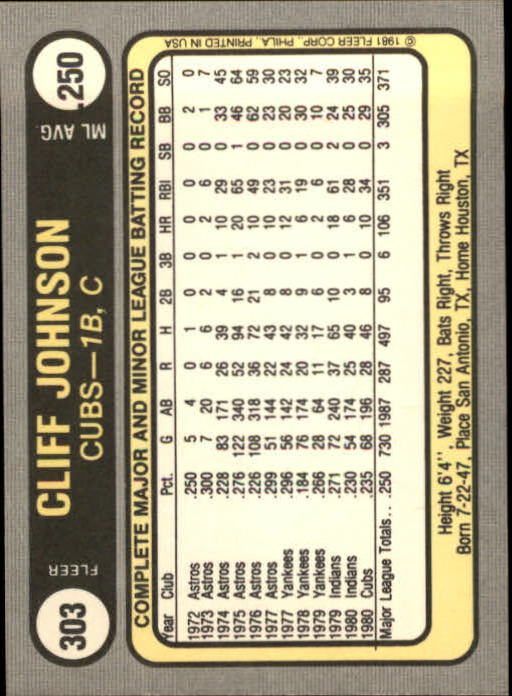 303
FLEER
CLIFF JOHNSON
CUBS—1B, C
ML AVG.
.250
COMPLETE MAJOR AND MINOR LEAGUE BATTING RECORD
Year Club Pct. G AB R H 2B 3B HR RBI SB BB SO
1972 Astros .250 5 4 0 1 0 0 0 0 0 2 0
1973 Astros .300 7 20 6 6 2 0 2 6 0 1 7
1974 Astros .228 83 171 26 39 4 1 10 29 0 33 45
1975 Astros .276 122 340 52 94 16 1 20 65 1 46 64
1976 Astros .226 108 318 36 72 21 2 10 49 0 62 59
1977 Astros .299 51 144 22 43 8 0 10 23 0 23 30
1977 Yankees .296 56 142 24 42 8 0 12 31 0 20 23
1978 Yankees .184 76 174 20 32 9 1 6 19 0 30 32
1979 Yankees .266 28 64 11 17 6 0 2 6 0 10 7
1979 Indians .271 72 240 37 65 10 0 18 61 2 24 39
1980 Indians .230 54 174 25 40 3 1 6 28 0 25 30
1980 Cubs .235 68 196 28 46 8 0 10 34 0 29 35
Major League Totals... .250 730 1987 287 497 95 6 106 351 3 305 371
Height 6'4", Weight 227, Bats Right, Throws Right
Born 7-22-47, Place San Antonio, TX, Home Houston, TX
© 1981 FLEER CORP., PHILA., PRINTED IN USA